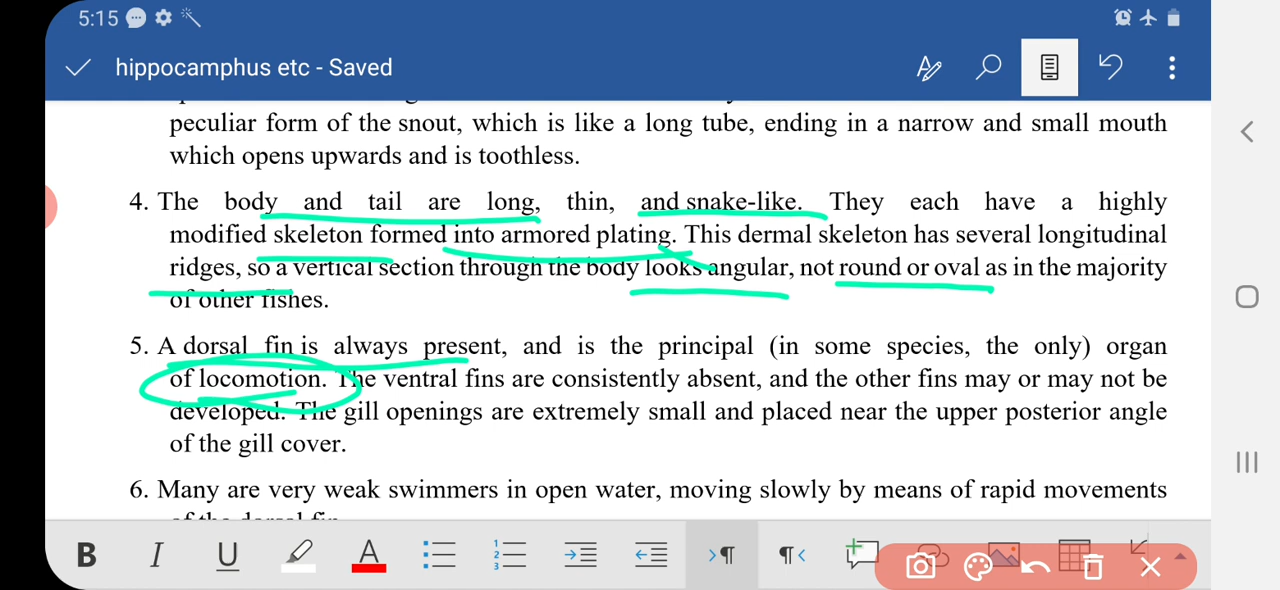 5:15
hippocamphus etc - Saved
peculiar form of the snout, which is like a long tube, ending in a narrow and small mouth
which opens upwards and is toothless.
4. The body and tail are long, thin, and snake-like. They each have a highly
modified skeleton formed into armored plating. This dermal skeleton has several longitudinal
ridges, so a vertical section through the body looks angular, not round or oval as in the majority
of other fishes.
5. A dorsal fin is always present, and is the principal (in some species, the only) organ
of locomotion. The ventral fins are consistently absent, and the other fins may or may not be
developed. The gill openings are extremely small and placed near the upper posterior angle
of the gill cover.
6. Many are very weak swimmers in open water, moving slowly by means of rapid movements
of the dorsal fin
B I U A